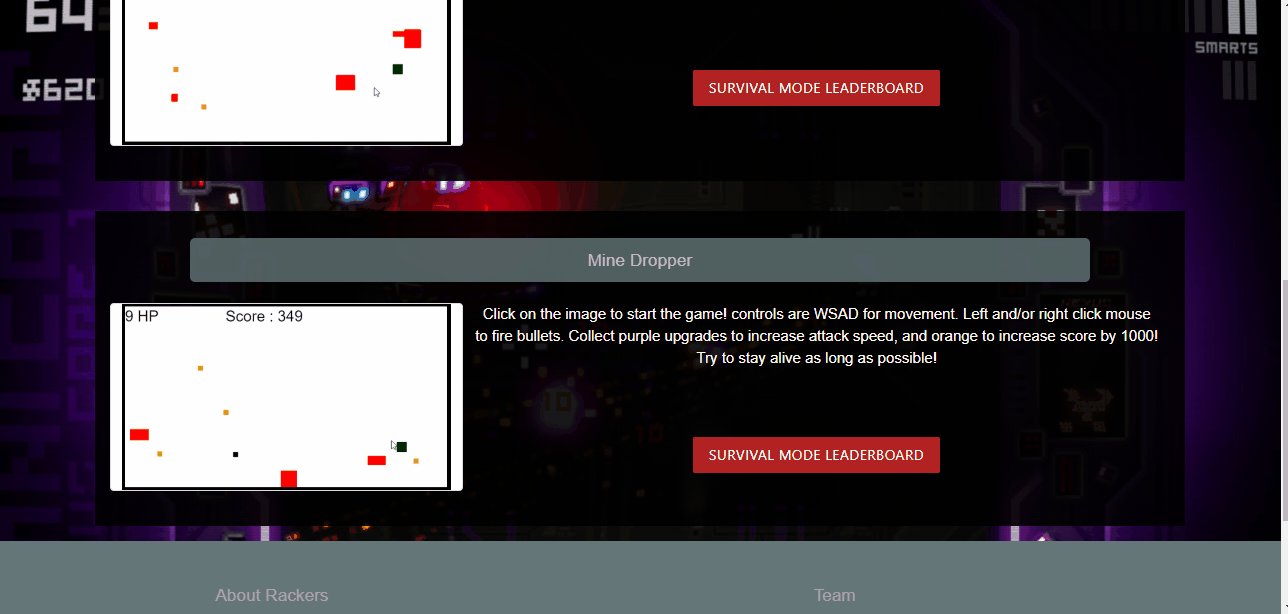 64
SMARTS
$620
SURVIVAL MODE LEADERBOARD
Mine Dropper
9 HP Score : 349
Click on the image to start the game! controls are WSAD for movement. Left and/or right click mouse
to fire bullets. Collect purple upgrades to increase attack speed, and orange to increase score by 1000!
Try to stay alive as long as possible!
10
10
SURVIVAL MODE LEADERBOARD
About Rackers Team